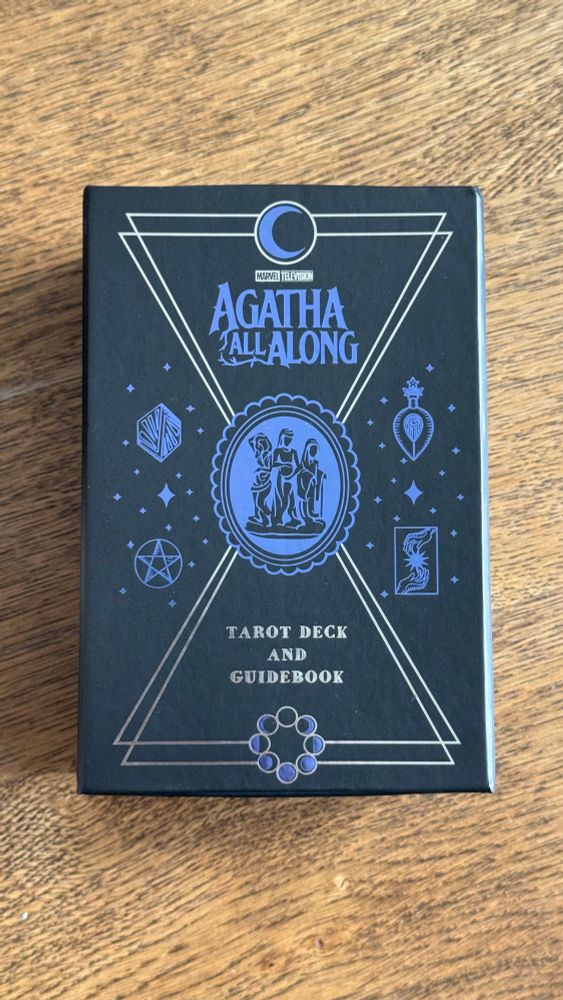 MARVEL TELEVISION
AGATHA
ALL ALONG
TAROT DECK
AND
GUIDEBOOK